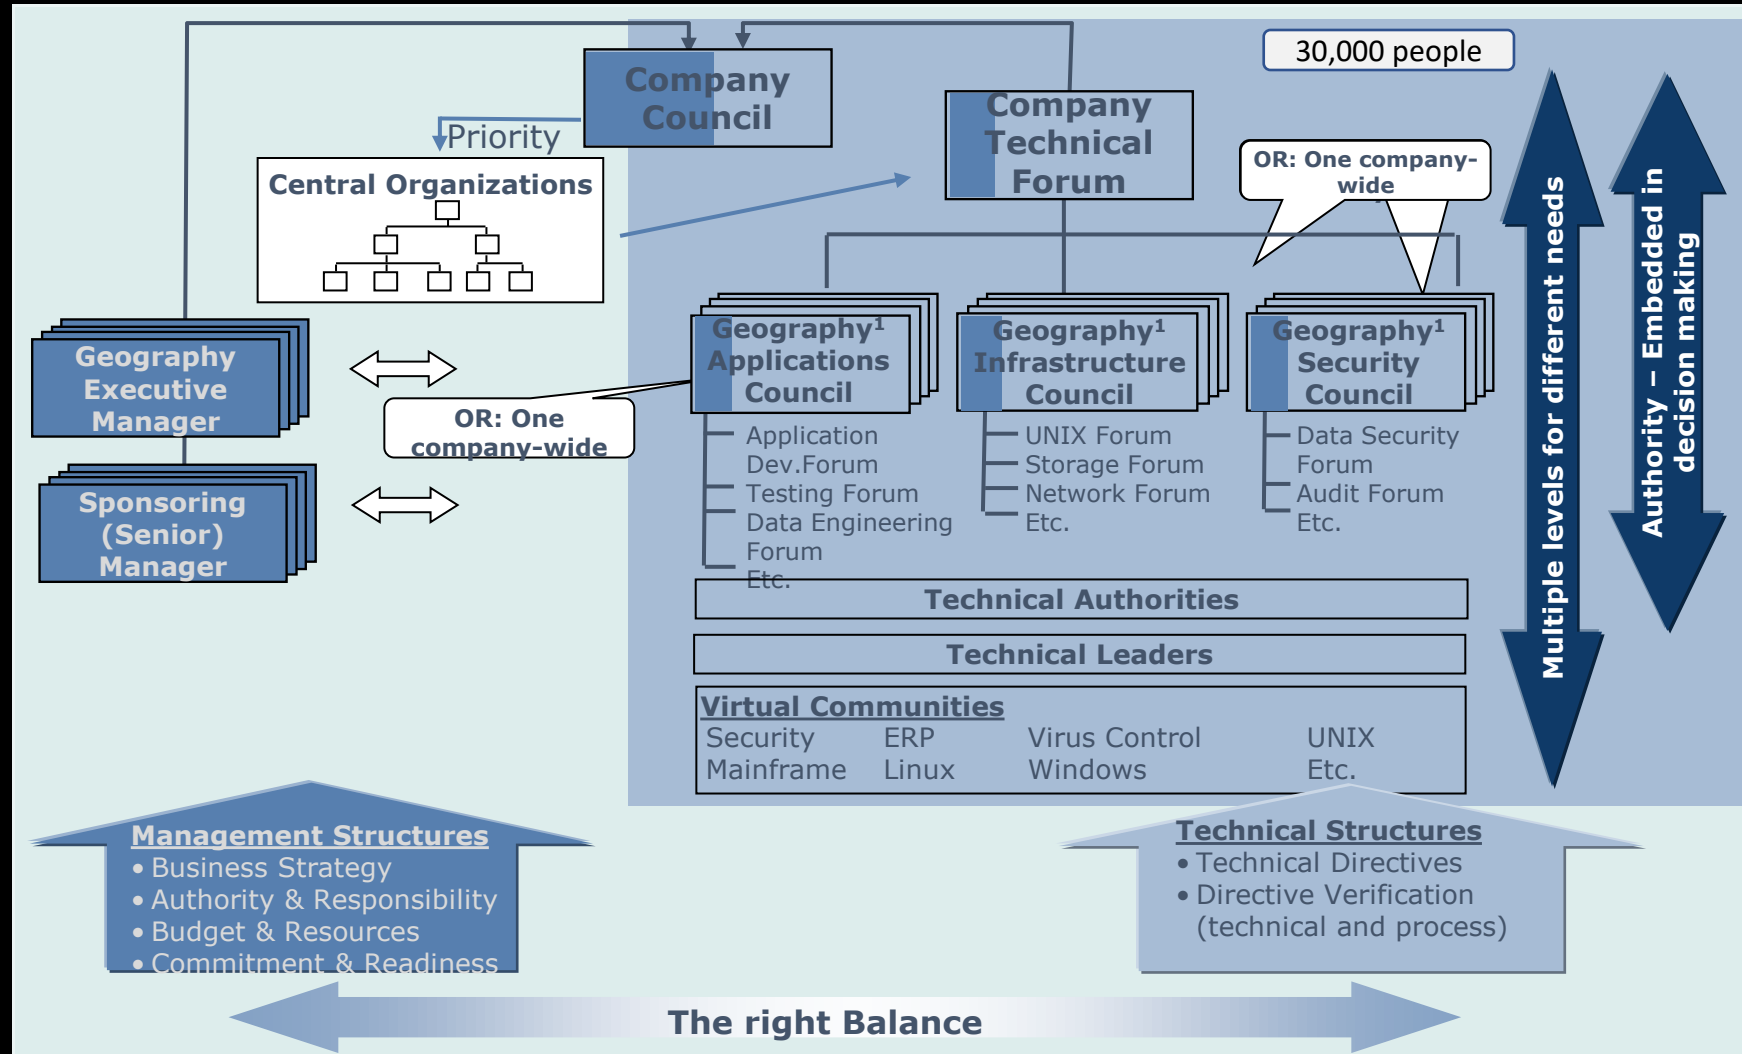 30,000 people
Company
Council
Company
Technical
Forum
Priority
Central Organizations
OR: One company-
wide
Geography
Executive
Manager
Sponsoring
(Senior)
Manager
OR: One
company-wide
Geography¹
Applications
Council
Application
Dev.Forum
Testing Forum
Data Engineering
Forum
Etc.
Geography¹
Infrastructure
Council
UNIX Forum
Storage Forum
Network Forum
Etc.
Geography¹
Security
Council
Data Security
Forum
Audit Forum
Etc.
Multiple levels for different needs
Authority – Embedded in
decision making
Technical Authorities
Technical Leaders
Virtual Communities
Security ERP Virus Control UNIX
Mainframe Linux Windows Etc.
Management Structures
• Business Strategy
• Authority & Responsibility
• Budget & Resources
• Commitment & Readiness
Technical Structures
• Technical Directives
• Directive Verification
(technical and process)
The right Balance